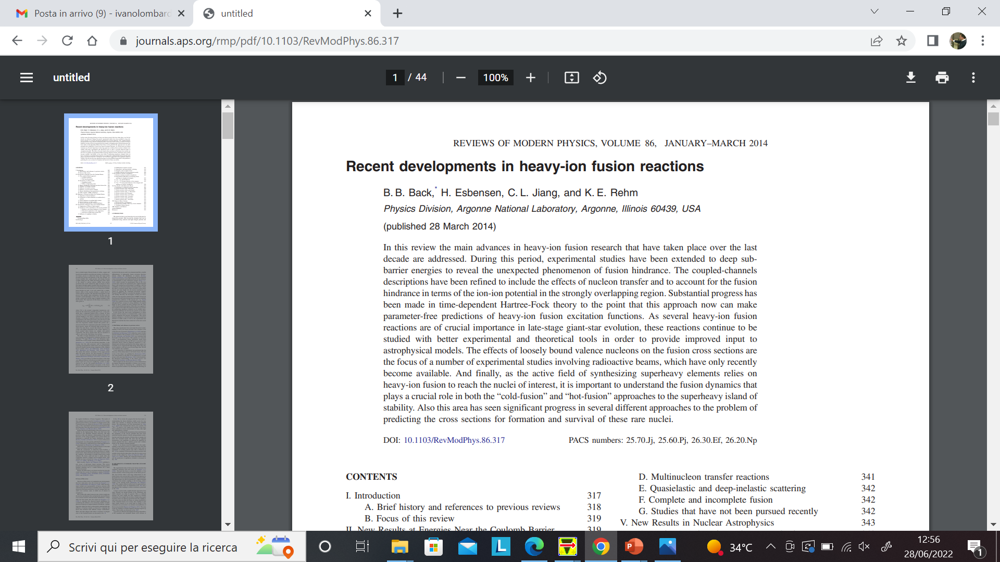 Posta in arrivo (9) - ivanolombard
untitled
journals.aps.org/rmp/pdf/10.1103/RevModPhys.86.317
untitled
1 / 44
100%
1
2
REVIEWS OF MODERN PHYSICS, VOLUME 86, JANUARY–MARCH 2014
Recent developments in heavy-ion fusion reactions
B. B. Back,* H. Esbensen, C. L. Jiang, and K. E. Rehm
Physics Division, Argonne National Laboratory, Argonne, Illinois 60439, USA
(published 28 March 2014)
In this review the main advances in heavy-ion fusion research that have taken place over the last
decade are addressed. During this period, experimental studies have been extended to deep sub-
barrier energies to reveal the unexpected phenomenon of fusion hindrance. The coupled-channels
descriptions have been refined to include the effects of nucleon transfer and to account for the fusion
hindrance in terms of the ion-ion potential in the strongly overlapping region. Substantial progress has
been made in time-dependent Hartree-Fock theory to the point that this approach now can make
parameter-free predictions of heavy-ion fusion excitation functions. As several heavy-ion fusion
reactions are of crucial importance in late-stage giant-star evolution, these reactions continue to be
studied with better experimental and theoretical tools in order to provide improved input to
astrophysical models. The effects of loosely bound valence nucleons on the fusion cross sections are
the focus of a number of experimental studies involving radioactive beams, which have only recently
become available. And finally, as the active field of synthesizing superheavy elements relies on
heavy-ion fusion to reach the nuclei of interest, it is important to understand the fusion dynamics that
plays a crucial role in both the “cold-fusion” and “hot-fusion” approaches to the superheavy island of
stability. Also this area has seen significant progress in several different approaches to the problem of
predicting the cross sections for formation and survival of these rare nuclei.
DOI: 10.1103/RevModPhys.86.317 PACS numbers: 25.70.Jj, 25.60.Pj, 26.30.Ef, 26.20.Np
CONTENTS
I. Introduction 317
A. Brief history and references to previous reviews 318
B. Focus of this review 319
II. New Results at Energies Near the Coulomb Barrier 319
D. Multinucleon transfer reactions 341
E. Quasielastic and deep-inelastic scattering 342
F. Complete and incomplete fusion 342
G. Studies that have not been pursued recently 342
V. New Results in Nuclear Astrophysics 343
Scrivi qui per eseguire la ricerca
34°C
12:56
28/06/2022
1